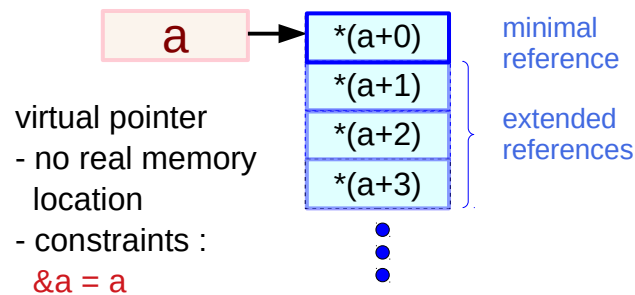 a
*(a+0)
*(a+1)
*(a+2)
*(a+3)
minimal
reference
extended
references
virtual pointer
- no real memory
location
- constraints :
&a = a